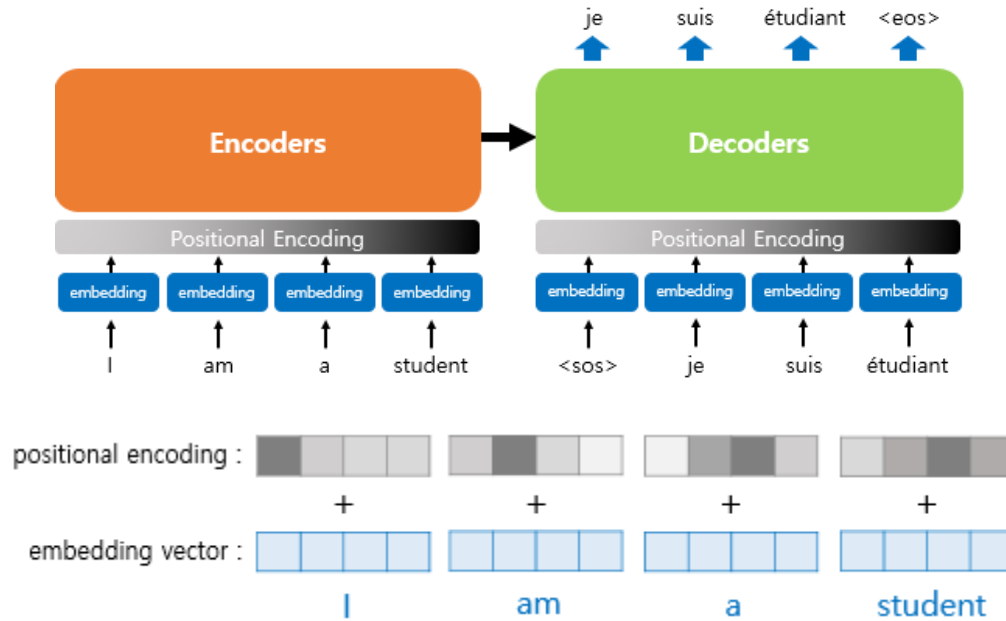 je suis étudiant <eos>
Encoders Decoders
Positional Encoding Positional Encoding
embedding embedding embedding embedding embedding embedding embedding embedding
I am a student <sos> je suis étudiant
positional encoding :
+ + + +
embedding vector :
I am a student